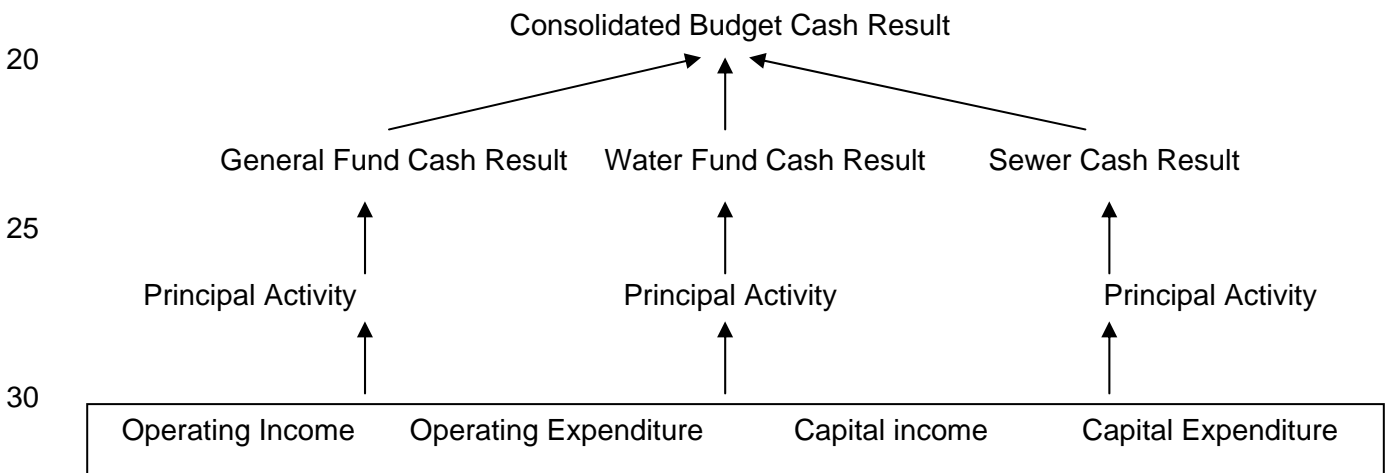 Consolidated Budget Cash Result
20
General Fund Cash Result Water Fund Cash Result Sewer Cash Result
25
Principal Activity Principal Activity Principal Activity
30
Operating Income Operating Expenditure Capital income Capital Expenditure